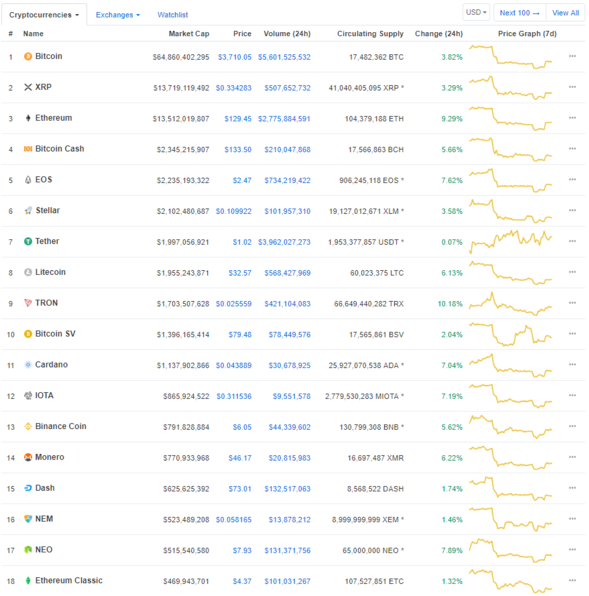 Cryptocurrencies Exchanges Watchlist USD Next 100 → View All
# Name Market Cap Price Volume (24h) Circulating Supply Change (24h) Price Graph (7d)
1 Bitcoin $64,860,402,295 $3,710.05 $5,601,525,532 17,482,362 BTC 3.82%
2 XRP $13,719,119,492 $0.334283 $507,652,732 41,040,405,095 XRP * 3.29%
3 Ethereum $13,512,019,807 $129.45 $2,775,884,591 104,379,188 ETH 9.29%
4 Bitcoin Cash $2,345,215,907 $133.50 $210,047,868 17,566,863 BCH 5.66%
5 EOS $2,235,193,322 $2.47 $734,219,422 906,245,118 EOS * 7.62%
6 Stellar $2,102,480,687 $0.109922 $101,957,310 19,127,012,671 XLM * 3.58%
7 Tether $1,997,056,921 $1.02 $3,962,027,273 1,953,377,857 USDT * 0.07%
8 Litecoin $1,955,243,871 $32.57 $568,427,969 60,023,375 LTC 6.13%
9 TRON $1,703,507,628 $0.025559 $421,104,083 66,649,440,282 TRX 10.18%
10 Bitcoin SV $1,396,165,414 $79.48 $78,449,576 17,565,861 BSV 2.04%
11 Cardano $1,137,902,866 $0.043889 $30,678,925 25,927,070,538 ADA * 7.04%
12 IOTA $865,924,522 $0.311536 $9,551,578 2,779,530,283 MIOTA * 7.19%
13 Binance Coin $791,828,884 $6.05 $44,339,602 130,799,308 BNB * 5.62%
14 Monero $770,933,968 $46.17 $20,815,983 16,697,487 XMR 6.22%
15 Dash $625,625,392 $73.01 $132,517,063 8,568,522 DASH 1.74%
16 NEM $523,489,208 $0.058165 $13,878,212 8,999,999,999 XEM * 1.46%
17 NEO $515,540,580 $7.93 $131,371,756 65,000,000 NEO * 7.89%
18 Ethereum Classic $469,943,701 $4.37 $101,031,267 107,527,851 ETC 1.32%